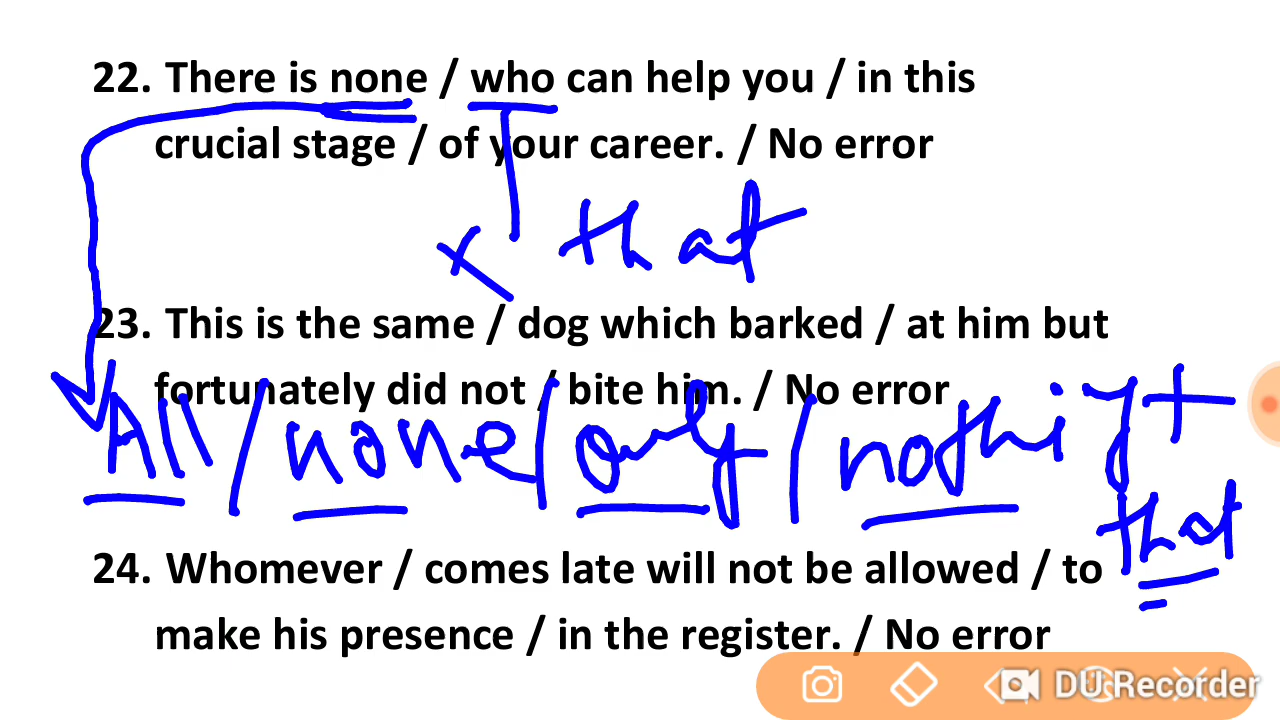 22. There is none / who can help you / in this
crucial stage / of your career. / No error
x that
23. This is the same / dog which barked / at him but
fortunately did not / bite him. / No error
All / none / only / nothing +
that
24. Whomever / comes late will not be allowed / to
make his presence / in the register. / No error
DU Recorder